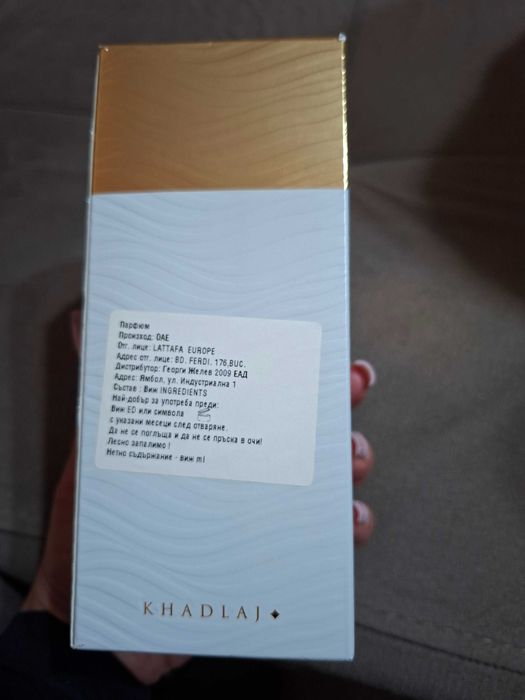 Парфюм
Произход: ОАЕ
Отг. лице: LATTAFA EUROPE
Адрес отг. лице: BD. FERDI. 176,BUC.
Дистрибутор: Георги Желев 2009 ЕАД
Адрес: Ямбол, ул. Индустриална 1
Състав : Виж INGREDIENTS
Най-добър за употреба преди:
Виж ED или символа
с указани месеци след отваряне.
Да не се поглъща и да не се пръска в очи!
Лесно запалимо !
Нетно съдържание - виж ml
KHADLAJ